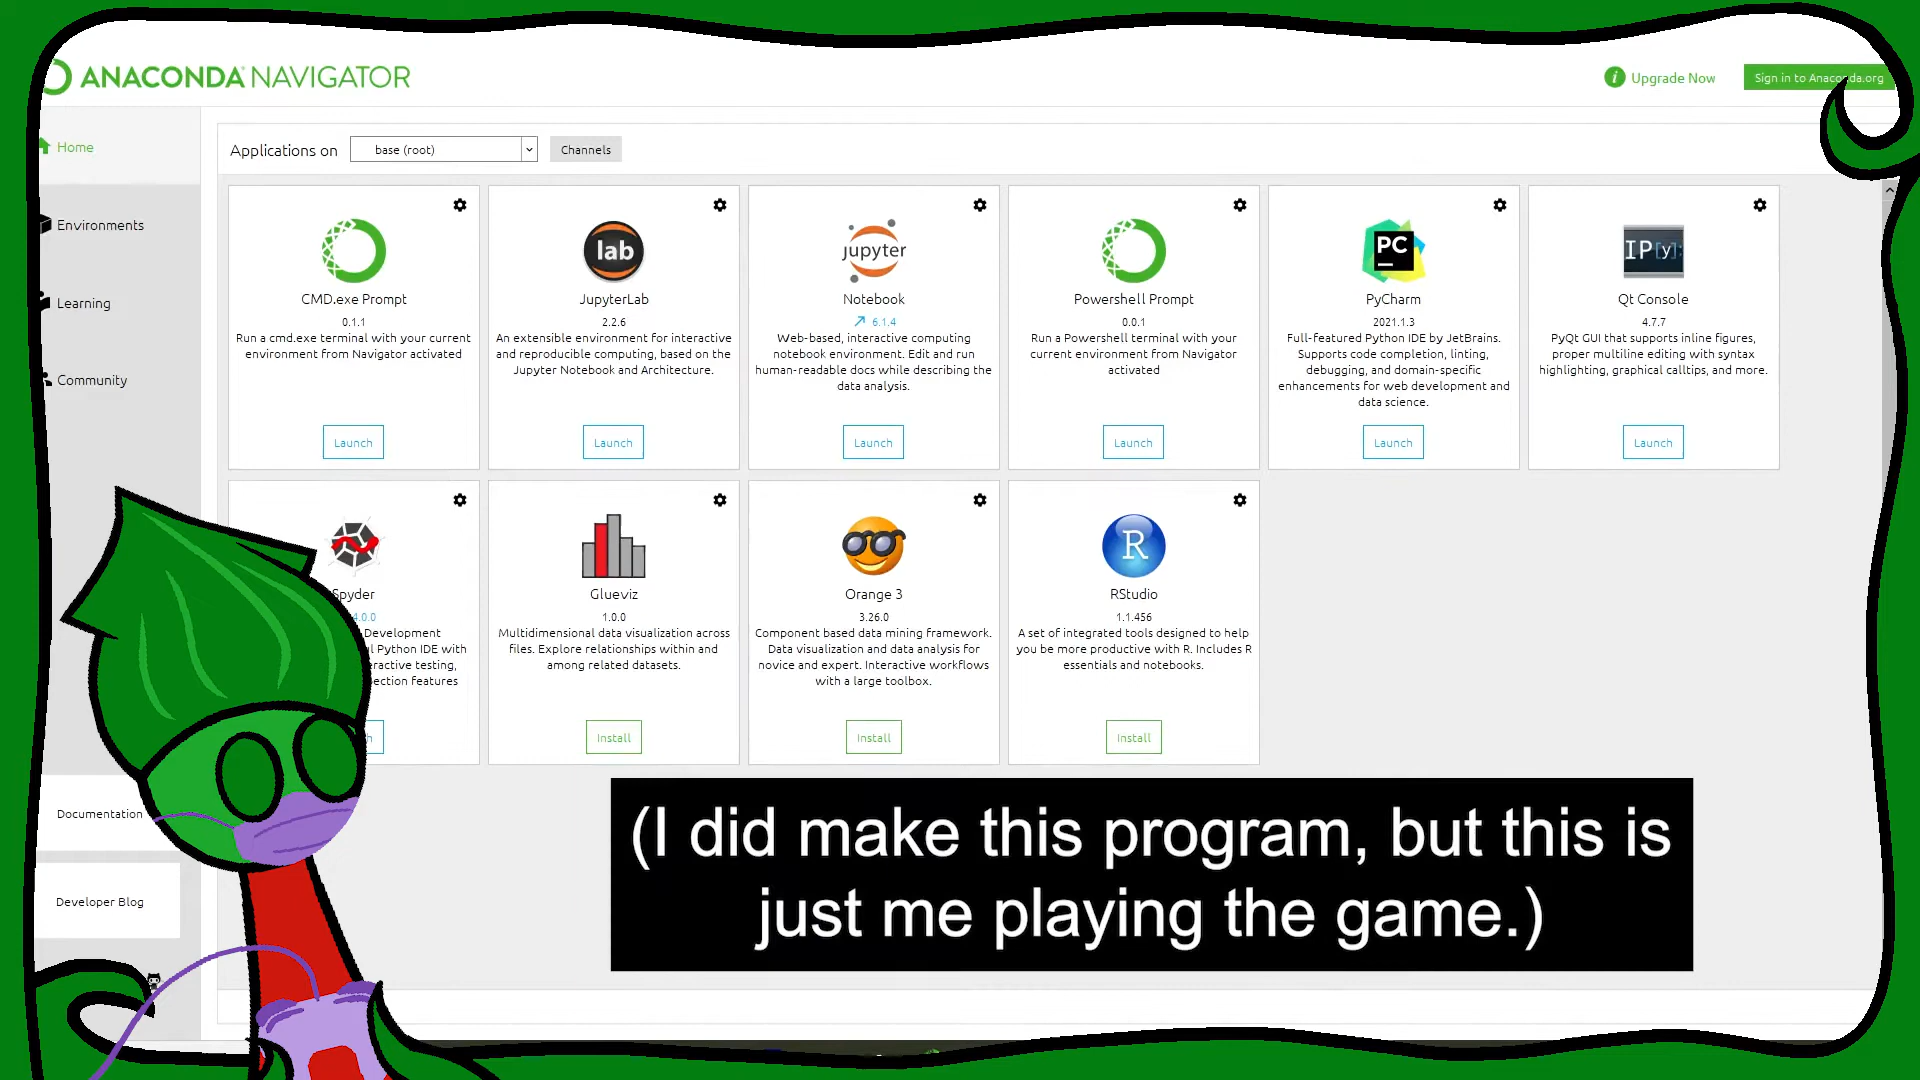 ANACONDA NAVIGATOR
Upgrade Now
Sign in to Anaconda.org
Home
Environments
Learning
Community
Documentation
Developer Blog
Applications on
base (root)
Channels
CMD.exe Prompt
0.1.1
Run a cmd.exe terminal with your current
environment from Navigator activated
Launch
lab
JupyterLab
2.2.6
An extensible environment for interactive
and reproducible computing, based on the
Jupyter Notebook and Architecture.
Launch
jupyter
Notebook
6.1.4
Web-based, interactive computing
notebook environment. Edit and run
human-readable docs while describing the
data analysis.
Launch
Powershell Prompt
0.0.1
Run a Powershell terminal with your
current environment from Navigator
activated
Launch
PC
PyCharm
2021.1.3
Full-featured Python IDE by JetBrains.
Supports code completion, linting,
debugging, and domain-specific
enhancements for web development and
data science.
Launch
IP[y]:
Qt Console
4.7.7
PyQt GUI that supports inline figures,
proper multiline editing with syntax
highlighting, graphical calltips, and more.
Launch
Spyder
4.0.0
Development
Python IDE with
testing,
features
Glueviz
1.0.0
Multidimensional data visualization across
files. Explore relationships within and
among related datasets.
Install
Orange 3
3.26.0
Component based data mining framework.
Data visualization and data analysis for
novice and expert. Interactive workflows
with a large toolbox.
Install
R
RStudio
1.1.456
A set of integrated tools designed to help
you be more productive with R. Includes R
essentials and notebooks.
Install
(I did make this program, but this is
just me playing the game.)